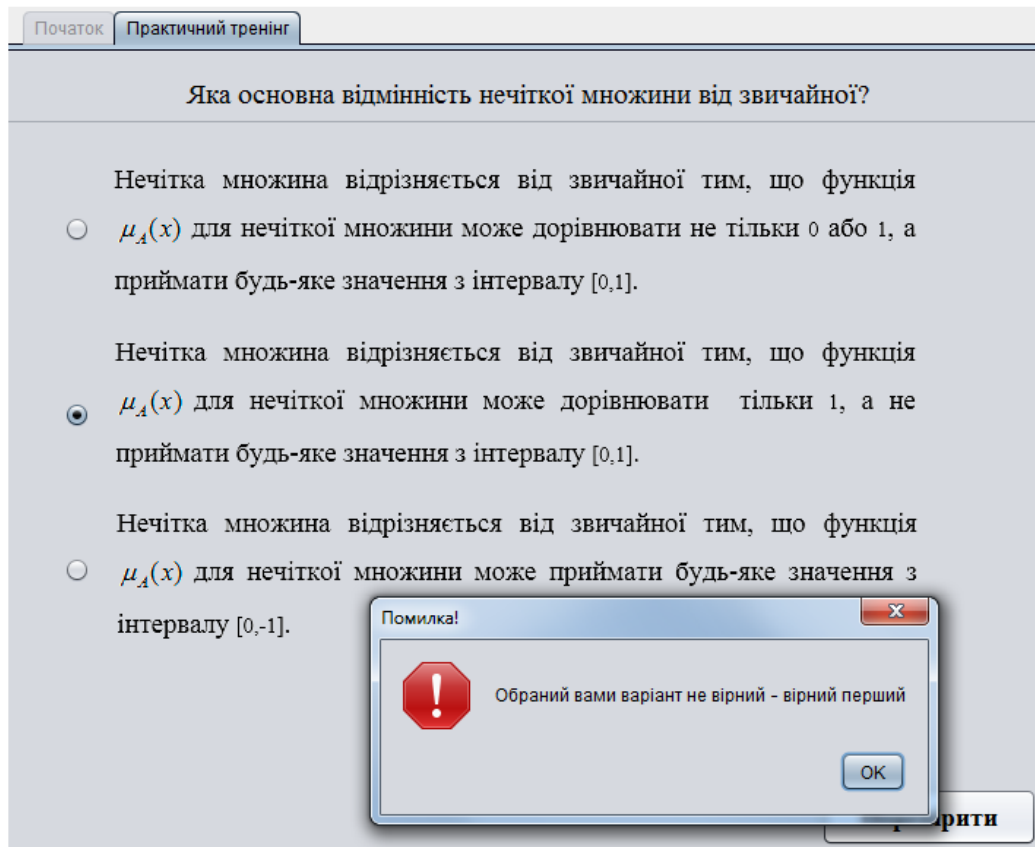 Початок Практичний тренінг
Яка основна відмінність нечіткої множини від звичайної?
Нечітка множина відрізняється від звичайної тим, що функція
μ_A(x) для нечіткої множини може дорівнювати не тільки 0 або 1, а
приймати будь-яке значення з інтервалу [0,1].
Нечітка множина відрізняється від звичайної тим, що функція
μ_A(x) для нечіткої множини може дорівнювати тільки 1, а не
приймати будь-яке значення з інтервалу [0,1].
Нечітка множина відрізняється від звичайної тим, що функція
μ_A(x) для нечіткої множини може приймати будь-яке значення з
інтервалу [0,-1].
Помилка!
Обраний вами варіант не вірний - вірний перший
OK